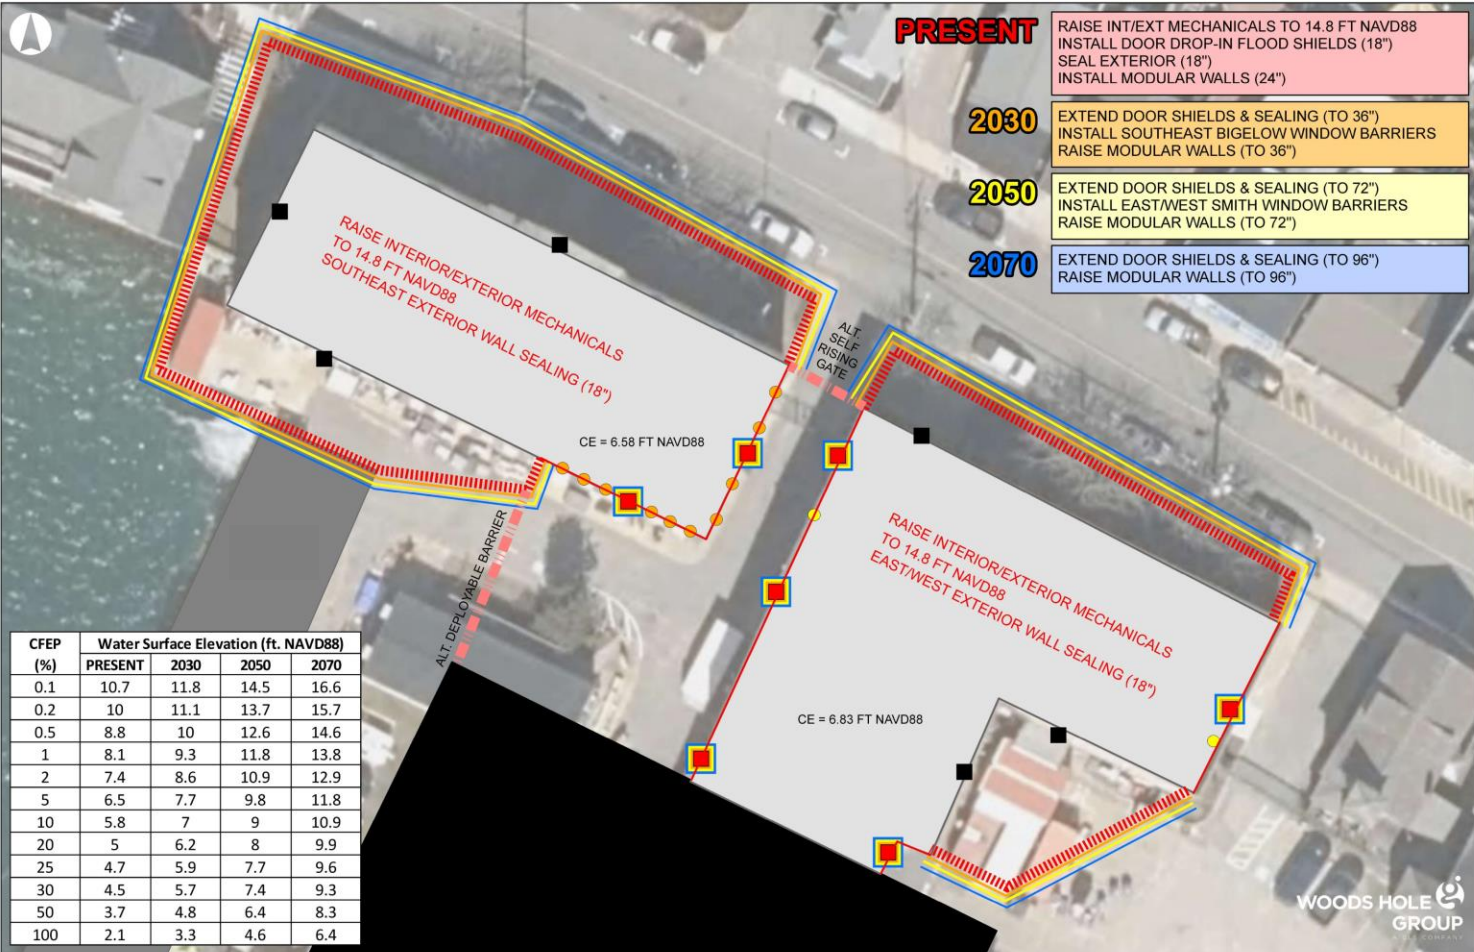 PRESENT
RAISE INT/EXT MECHANICALS TO 14.8 FT NAVD88
INSTALL DOOR DROP-IN FLOOD SHIELDS (18")
SEAL EXTERIOR (18")
INSTALL MODULAR WALLS (24")
2030
EXTEND DOOR SHIELDS & SEALING (TO 36")
INSTALL SOUTHEAST BIGELOW WINDOW BARRIERS
RAISE MODULAR WALLS (TO 36")
2050
EXTEND DOOR SHIELDS & SEALING (TO 72")
INSTALL EAST/WEST SMITH WINDOW BARRIERS
RAISE MODULAR WALLS (TO 72")
2070
EXTEND DOOR SHIELDS & SEALING (TO 96")
RAISE MODULAR WALLS (TO 96")
RAISE INTERIOR/EXTERIOR MECHANICALS
TO 14.8 FT NAVD88
SOUTHEAST EXTERIOR WALL SEALING (18")
CE = 6.58 FT NAVD88
ALT.
SELF
RISING
GATE
ALT. DEPLOYABLE BARRIER
RAISE INTERIOR/EXTERIOR MECHANICALS
TO 14.8 FT NAVD88
EAST/WEST EXTERIOR WALL SEALING (18")
CE = 6.83 FT NAVD88
CFEP Water Surface Elevation (ft. NAVD88)
(%) PRESENT 2030 2050 2070
0.1 10.7 11.8 14.5 16.6
0.2 10 11.1 13.7 15.7
0.5 8.8 10 12.6 14.6
1 8.1 9.3 11.8 13.8
2 7.4 8.6 10.9 12.9
5 6.5 7.7 9.8 11.8
10 5.8 7 9 10.9
20 5 6.2 8 9.9
25 4.7 5.9 7.7 9.6
30 4.5 5.7 7.4 9.3
50 3.7 4.8 6.4 8.3
100 2.1 3.3 4.6 6.4
WOODS HOLE
GROUP